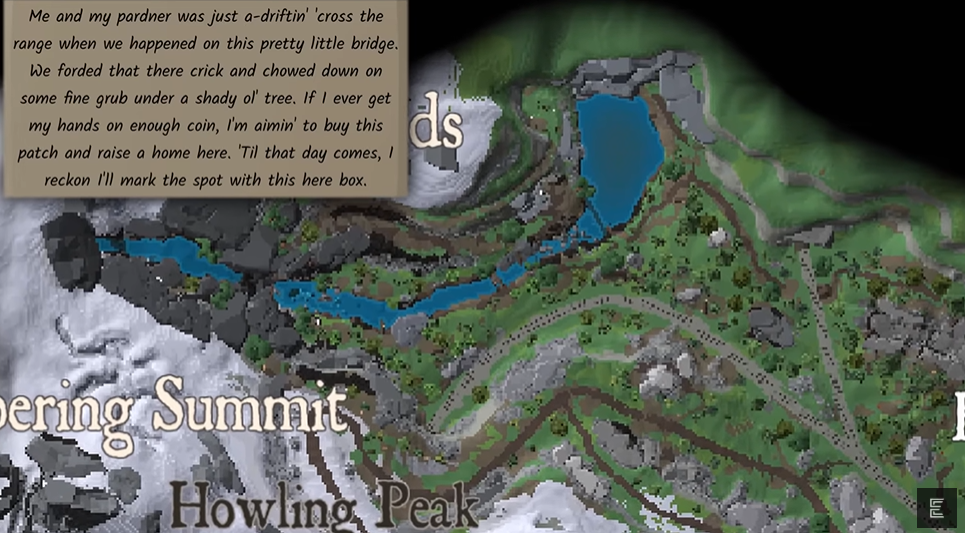 Me and my pardner was just a-driftin' 'cross the
range when we happened on this pretty little bridge.
We forded that there crick and chowed down on
some fine grub under a shady ol' tree. If I ever get
my hands on enough coin, I'm aimin' to buy this
patch and raise a home here. 'Til that day comes, I
reckon I'll mark the spot with this here box.
ds
pering Summit
Howling Peak
E